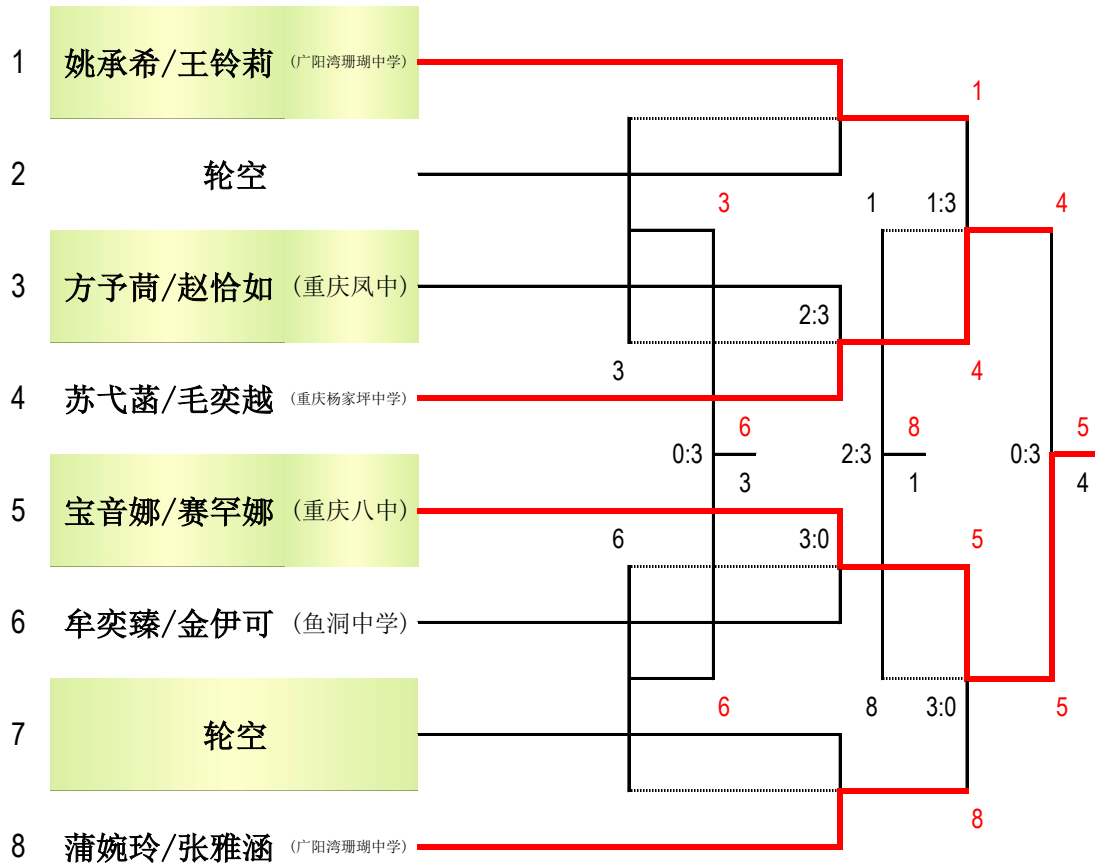 1 姚承希/王铃莉 (广阳湾珊瑚中学)
1
2 轮空
3 1 1:3 4
3 方予茼/赵恰如 (重庆凤中)
2:3
3 4
4 苏弋菡/毛奕越 (重庆杨家坪中学)
6 8 5
0:3 2:3 0:3
3 1 4
5 宝音娜/赛罕娜 (重庆八中)
6 3:0 5
6 牟奕臻/金伊可 (鱼洞中学)
6 8 3:0 5
7 轮空
8
8 蒲婉玲/张雅涵 (广阳湾珊瑚中学)